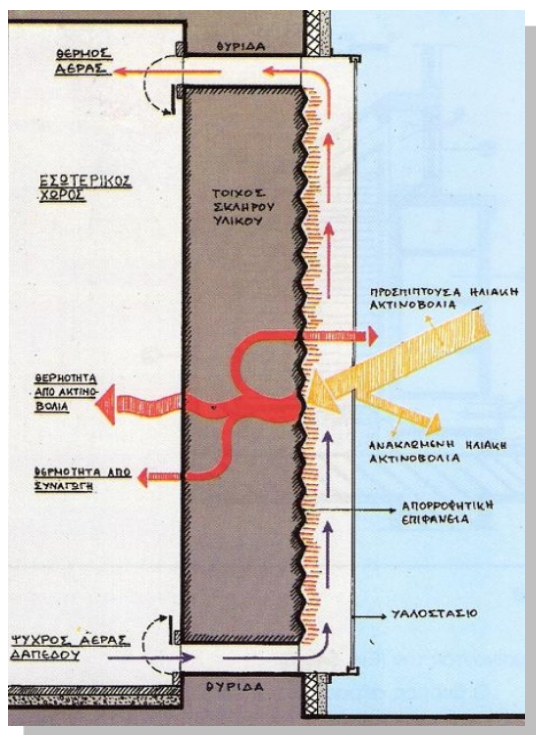 ΘΥΡΙΔΑ
ΘΕΡΜΟΣ
ΑΕΡΑΣ
ΕΣΩΤΕΡΙΚΟΣ
ΧΩΡΟΣ
ΤΟΙΧΟΣ
ΣΚΛΗΡΟΥ
ΥΛΙΚΟΥ
ΠΡΟΣΠΙΠΤΟΥΣΑ ΗΛΙΑΚΗ
ΑΚΤΙΝΟΒΟΛΙΑ
ΘΕΡΜΟΤΗΤΑ
ΑΠΟ ΑΚΤΙΝΟ-
ΒΟΛΙΑ
ΑΝΑΚΛΩΜΕΝΗ ΗΛΙΑΚΗ
ΑΚΤΙΝΟΒΟΛΙΑ
ΘΕΡΜΟΤΗΤΑ ΑΠΟ
ΣΥΝΑΓΩΓΗ
ΑΠΟΡΡΟΦΗΤΙΚΗ
ΕΠΙΦΑΝΕΙΑ
ΥΑΛΟΣΤΑΣΙΟ
ΨΥΧΡΟΣ ΑΕΡΑΣ
ΔΑΠΕΔΟΥ
ΘΥΡΙΔΑ